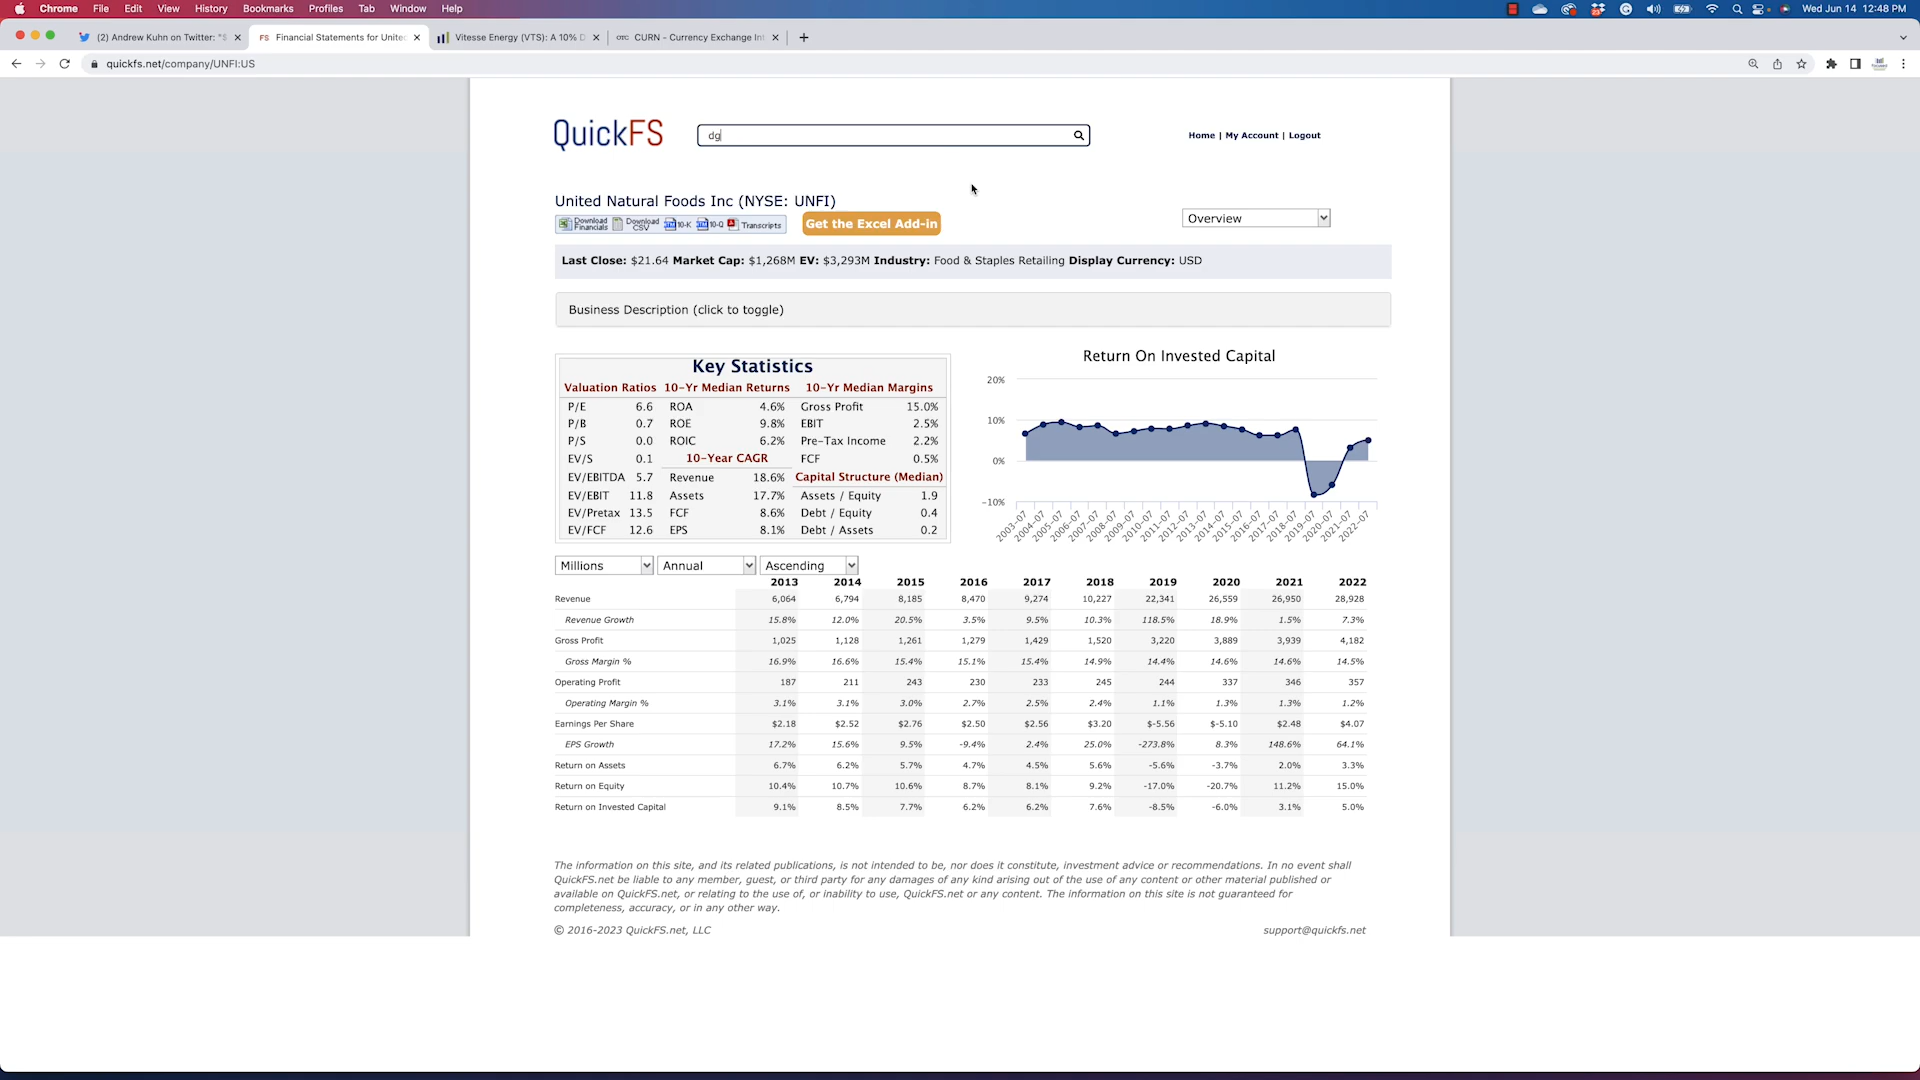 Chrome File Edit View History Bookmarks Profiles Tab Window Help Wed Jun 14 12:48 PM
(2) Andrew Kuhn on Twitter: "$ FS Financial Statements for United Vitesse Energy (VTS): A 10% D OTC CURN - Currency Exchange Int
quickfs.net/company/UNFI:US
QuickFS dg Home | My Account | Logout
United Natural Foods Inc (NYSE: UNFI)
Download Financials Download CSV 10-K 10-Q Transcripts Get the Excel Add-in Overview
Last Close: $21.64 Market Cap: $1,268M EV: $3,293M Industry: Food & Staples Retailing Display Currency: USD
Business Description (click to toggle)
Key Statistics
Valuation Ratios 10-Yr Median Returns 10-Yr Median Margins
P/E 6.6 ROA 4.6% Gross Profit 15.0%
P/B 0.7 ROE 9.8% EBIT 2.5%
P/S 0.0 ROIC 6.2% Pre-Tax Income 2.2%
EV/S 0.1 10-Year CAGR FCF 0.5%
EV/EBITDA 5.7 Revenue 18.6% Capital Structure (Median)
EV/EBIT 11.8 Assets 17.7% Assets / Equity 1.9
EV/Pretax 13.5 FCF 8.6% Debt / Equity 0.4
EV/FCF 12.6 EPS 8.1% Debt / Assets 0.2
Return On Invested Capital
20%
10%
0%
-10%
2003-07 2004-07 2005-07 2006-07 2007-07 2008-07 2009-07 2010-07 2011-07 2012-07 2013-07 2014-07 2015-07 2016-07 2017-07 2018-07 2019-07 2020-07 2021-07 2022-07
Millions Annual Ascending
2013 2014 2015 2016 2017 2018 2019 2020 2021 2022
Revenue 6,064 6,794 8,185 8,470 9,274 10,227 22,341 26,559 26,950 28,928
Revenue Growth 15.8% 12.0% 20.5% 3.5% 9.5% 10.3% 118.5% 18.9% 1.5% 7.3%
Gross Profit 1,025 1,128 1,261 1,279 1,429 1,520 3,220 3,889 3,939 4,182
Gross Margin % 16.9% 16.6% 15.4% 15.1% 15.4% 14.9% 14.4% 14.6% 14.6% 14.5%
Operating Profit 187 211 243 230 233 245 244 337 346 357
Operating Margin % 3.1% 3.1% 3.0% 2.7% 2.5% 2.4% 1.1% 1.3% 1.3% 1.2%
Earnings Per Share $2.18 $2.52 $2.76 $2.50 $2.56 $3.20 $-5.56 $-5.10 $2.48 $4.07
EPS Growth 17.2% 15.6% 9.5% -9.4% 2.4% 25.0% -273.8% 8.3% 148.6% 64.1%
Return on Assets 6.7% 6.2% 5.7% 4.7% 4.5% 5.6% -5.6% -3.7% 2.0% 3.3%
Return on Equity 10.4% 10.7% 10.6% 8.7% 8.1% 9.2% -17.0% -20.7% 11.2% 15.0%
Return on Invested Capital 9.1% 8.5% 7.7% 6.2% 6.2% 7.6% -8.5% -6.0% 3.1% 5.0%
The information on this site, and its related publications, is not intended to be, nor does it constitute, investment advice or recommendations. In no event shall
QuickFS.net be liable to any member, guest, or third party for any damages of any kind arising out of the use of any content or other material published or
available on QuickFS.net, or relating to the use of, or inability to use, QuickFS.net or any content. The information on this site is not guaranteed for
completeness, accuracy, or in any other way.
© 2016-2023 QuickFS.net, LLC support@quickfs.net